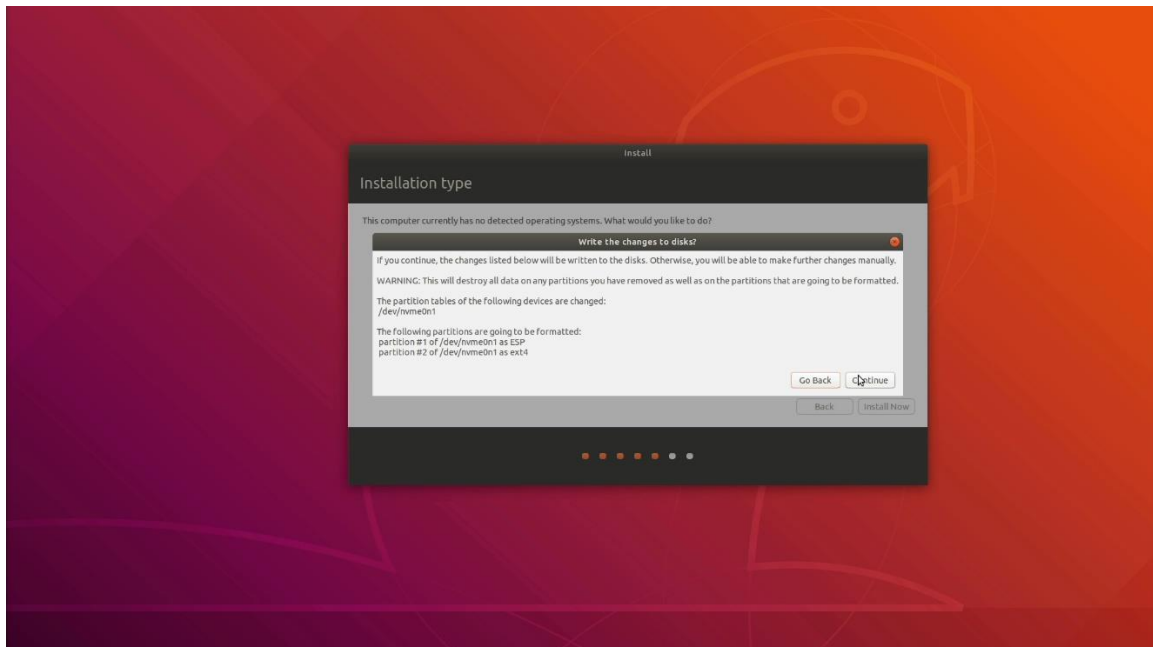 Install
Installation type
This computer currently has no detected operating systems. What would you like to do?
Write the changes to disks?
If you continue, the changes listed below will be written to the disks. Otherwise, you will be able to make further changes manually.
WARNING: This will destroy all data on any partitions you have removed as well as on the partitions that are going to be formatted.
The partition tables of the following devices are changed:
/dev/nvme0n1
The following partitions are going to be formatted:
partition #1 of /dev/nvme0n1 as ESP
partition #2 of /dev/nvme0n1 as ext4
Go Back Continue
Back Install Now